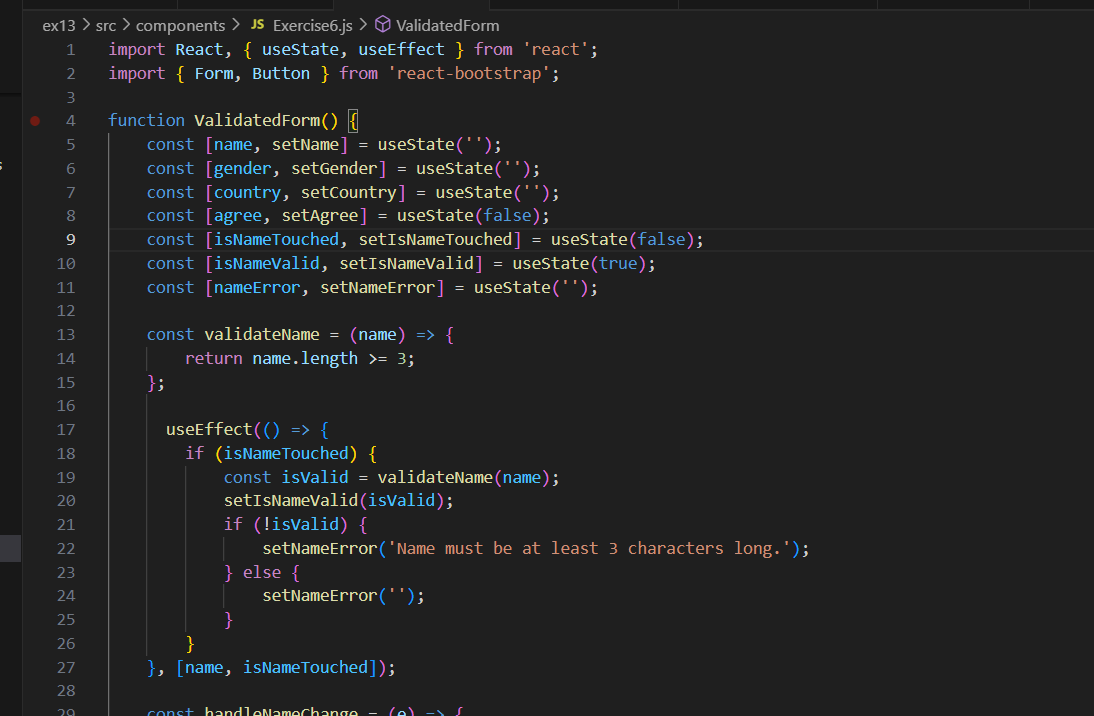 ex13 > src > components > JS Exercise6.js > ValidatedForm
1 import React, { useState, useEffect } from 'react';
2 import { Form, Button } from 'react-bootstrap';
3
4 function ValidatedForm() {
5 const [name, setName] = useState('');
6 const [gender, setGender] = useState('');
7 const [country, setCountry] = useState('');
8 const [agree, setAgree] = useState(false);
9 const [isNameTouched, setIsNameTouched] = useState(false);
10 const [isNameValid, setIsNameValid] = useState(true);
11 const [nameError, setNameError] = useState('');
12
13 const validateName = (name) => {
14 return name.length >= 3;
15 };
16
17 useEffect(() => {
18 if (isNameTouched) {
19 const isValid = validateName(name);
20 setIsNameValid(isValid);
21 if (!isValid) {
22 setNameError('Name must be at least 3 characters long.');
23 } else {
24 setNameError('');
25 }
26 }
27 }, [name, isNameTouched]);
28
29 const handleNameChange = (e) => {